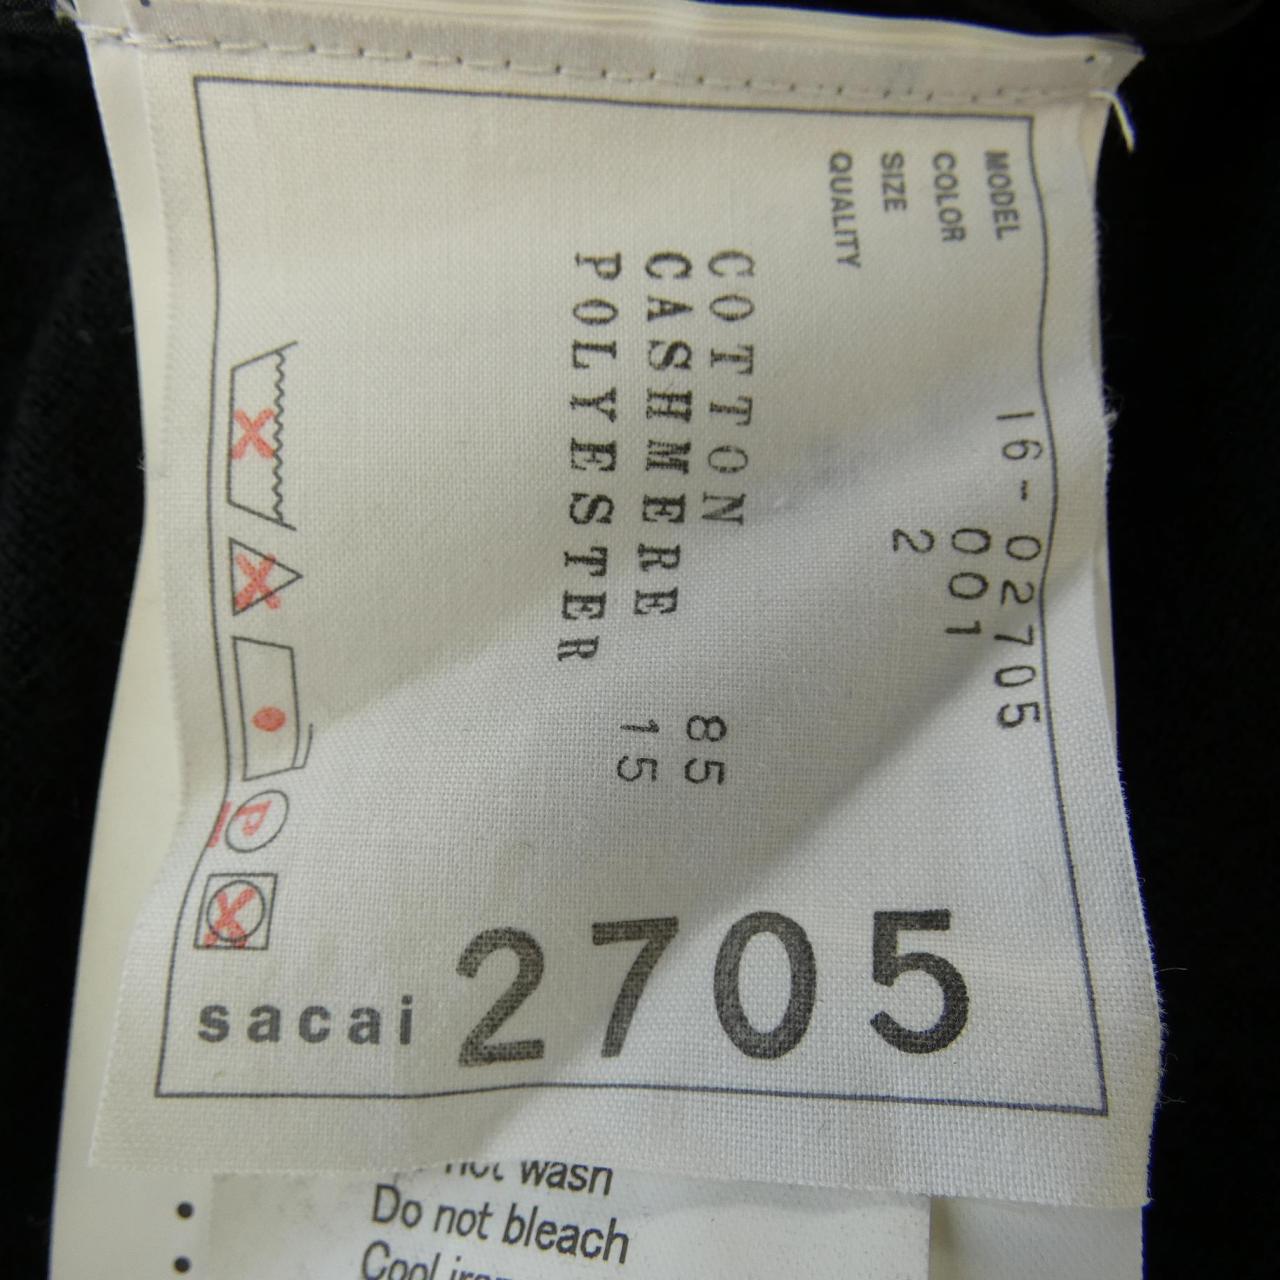 MODEL 16-02705
COLOR 001
SIZE 2
QUALITY
COTTON 85
CASHMERE 15
POLYESTER
P
sacai 2705
not wash
Do not bleach
Cool